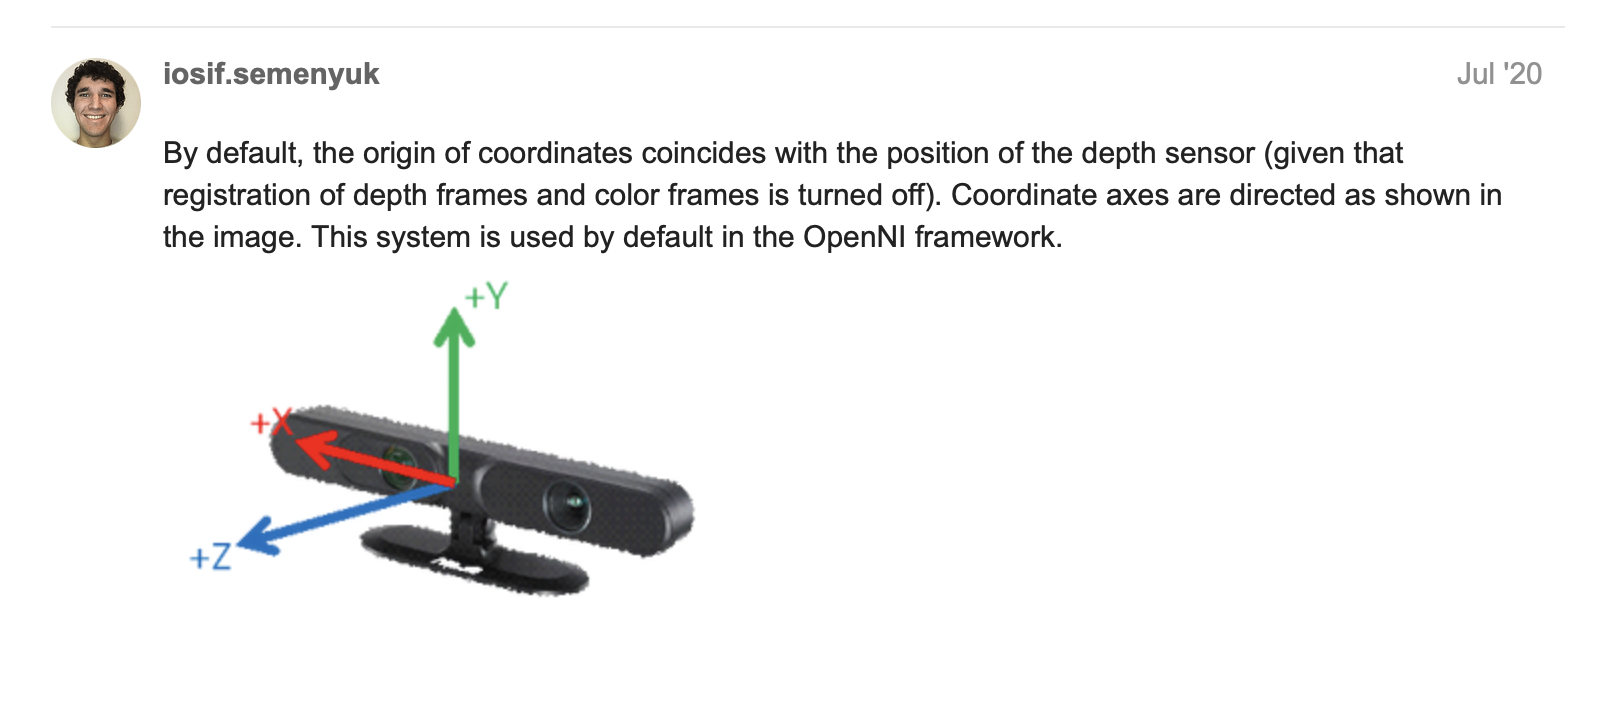 iosif.semenyuk
Jul '20
By default, the origin of coordinates coincides with the position of the depth sensor (given that
registration of depth frames and color frames is turned off). Coordinate axes are directed as shown in
the image. This system is used by default in the OpenNI framework.
+Y
+X
+Z